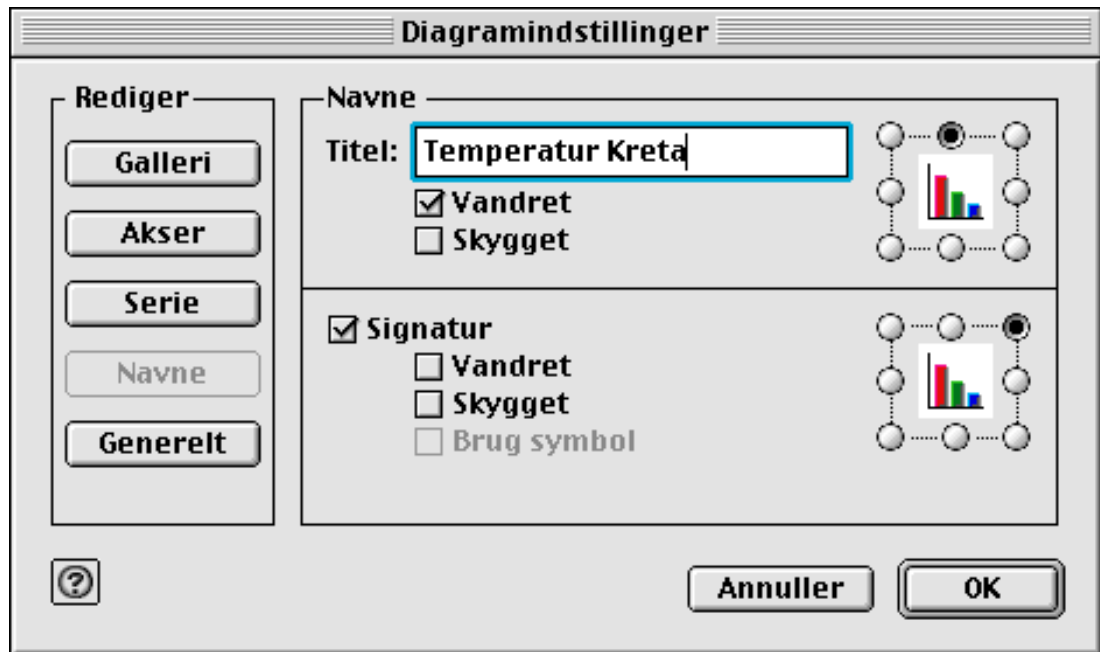 Diagramindstillinger
Rediger
Galleri
Akser
Serie
Navne
Generelt
Navne
Titel: Temperatur Kreta
Vandret
Skygget
Signatur
Vandret
Skygget
Brug symbol
?
Annuller OK